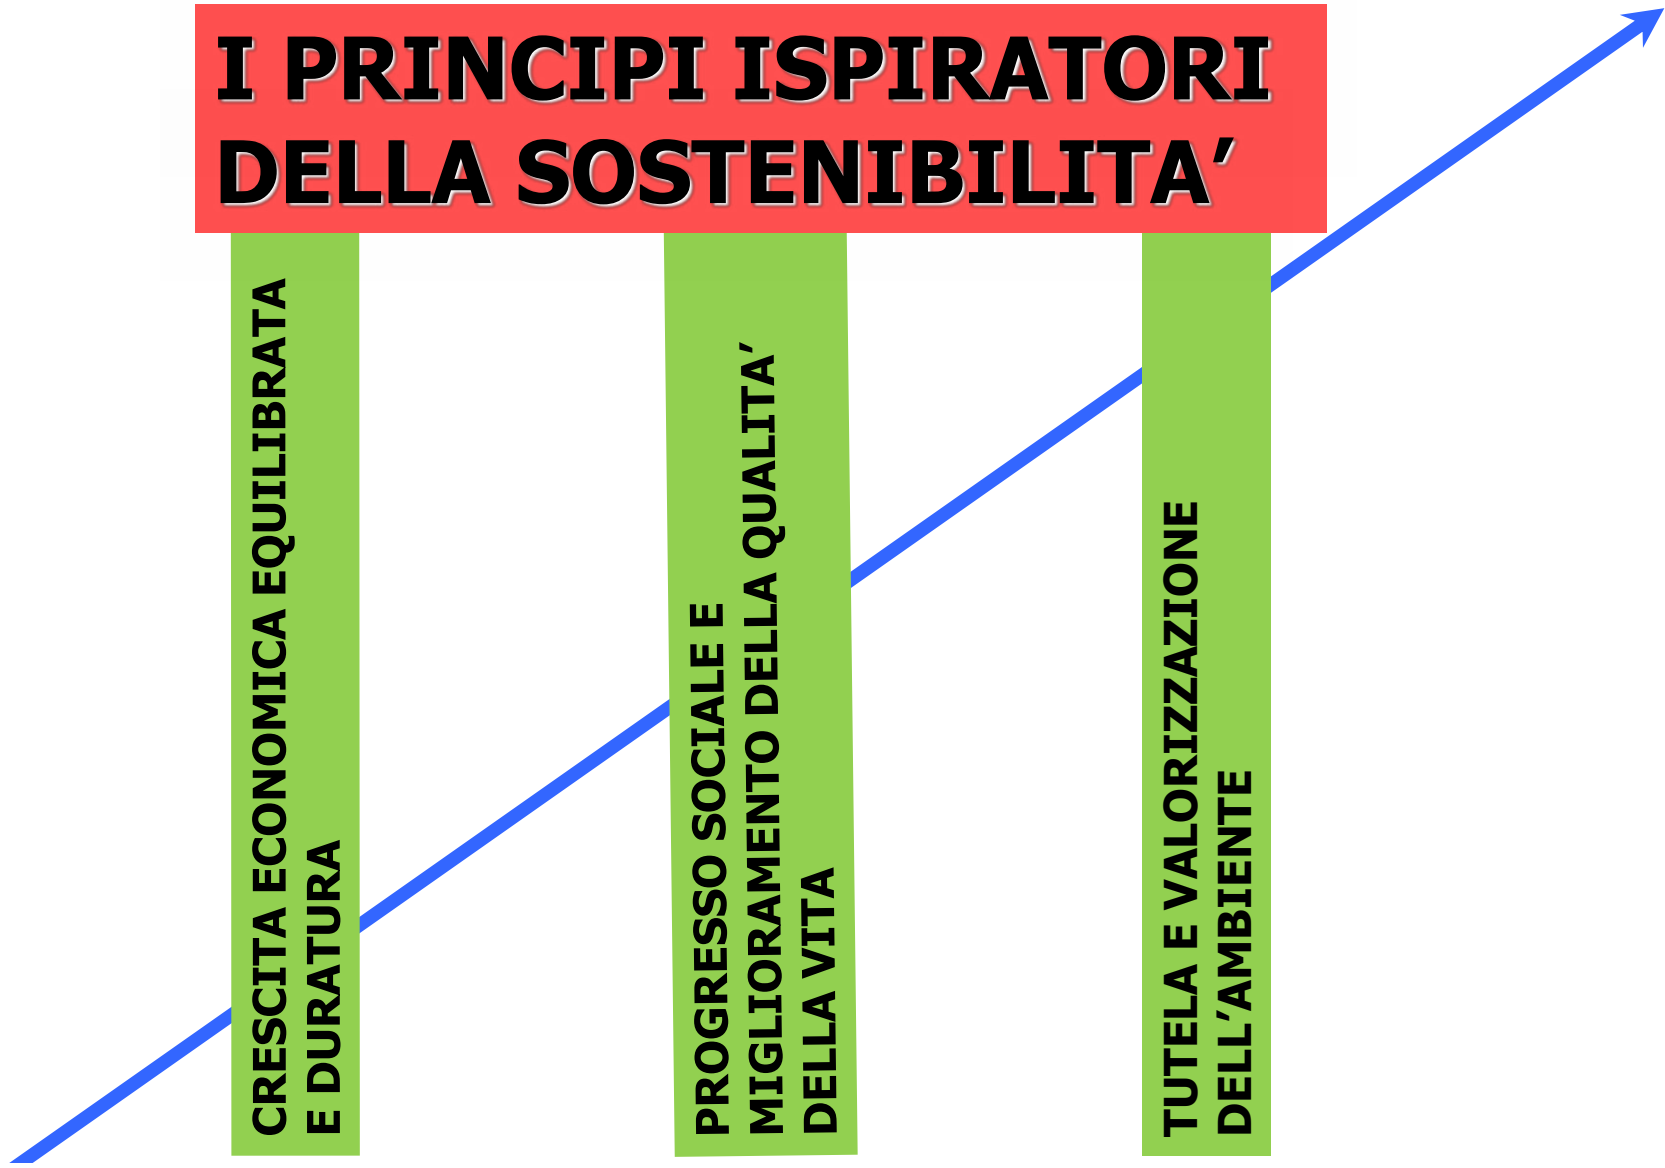 I PRINCIPI ISPIRATORI
DELLA SOSTENIBILITA’
CRESCITA ECONOMICA EQUILIBRATA
E DURATURA
PROGRESSO SOCIALE E
MIGLIORAMENTO DELLA QUALITA’
DELLA VITA
TUTELA E VALORIZZAZIONE
DELL’AMBIENTE